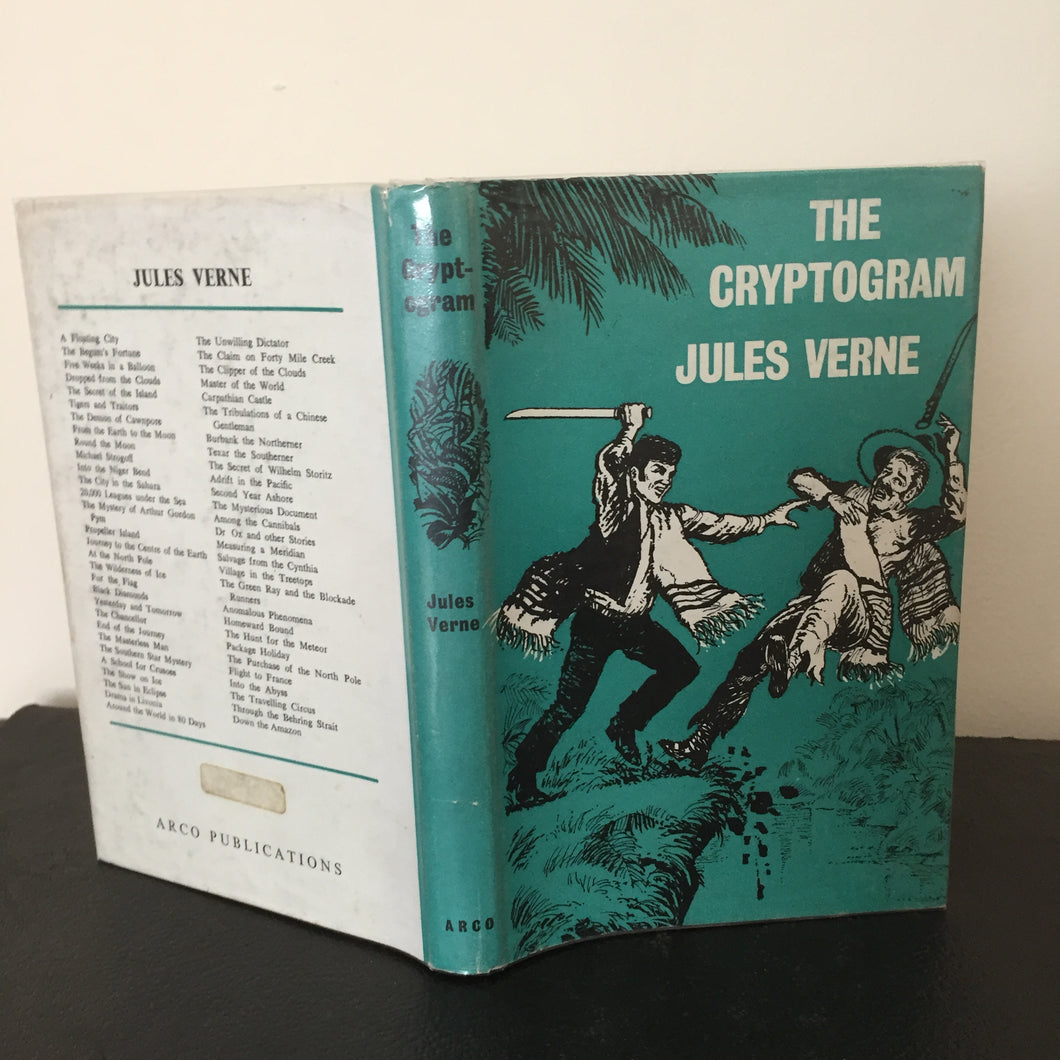 JULES VERNE
A Floating City
The Begum's Fortune
Five Weeks in a Balloon
Dropped from the Clouds
The Secret of the Island
Tigers and Traitors
The Demon of Cawnpore
From the Earth to the Moon
Round the Moon
Michael Strogoff
Into the Niger Bend
The City in the Sahara
20,000 Leagues under the Sea
The Mystery of Arthur Gordon
Pym
Propeller Island
Journey to the Centre of the Earth
At the North Pole
The Wilderness of Ice
For the Flag
Black Diamonds
Yesterday and Tomorrow
The Chancellor
End of the Journey
The Masterless Man
The Southern Star Mystery
A School for Crusoes
The Show on Ice
The Sun in Eclipse
Drama in Livonia
Around the World in 80 Days
The Unwilling Dictator
The Claim on Forty Mile Creek
The Clipper of the Clouds
Master of the World
Carpathian Castle
The Tribulations of a Chinese
Gentleman
Burbank the Northerner
Texar the Southerner
The Secret of Wilhelm Storitz
Adrift in the Pacific
Second Year Ashore
The Mysterious Document
Among the Cannibals
Dr Ox and other Stories
Measuring a Meridian
Salvage from the Cynthia
Village in the Treetops
The Green Ray and the Blockade
Runners
Anomalous Phenomena
Homeward Bound
The Hunt for the Meteor
Package Holiday
The Purchase of the North Pole
Flight to France
Into the Abyss
The Travelling Circus
Through the Behring Strait
Down the Amazon
ARCO PUBLICATIONS
The
Crypt-
ogram
Jules
Verne
ARCO
THE
CRYPTOGRAM
JULES VERNE